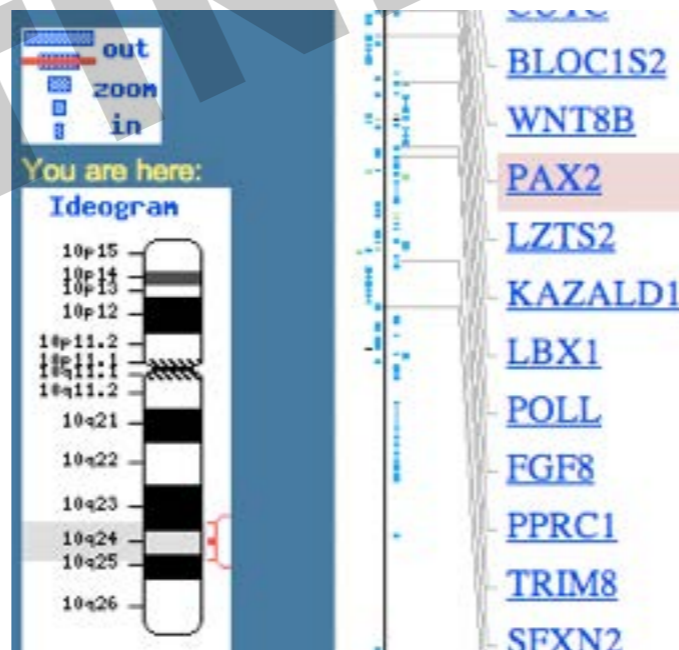 out
zoom
in
You are here:
Ideogram
10p15
10p14
10p13
10p12
10p11.2
10p11.1
10q11.1
10q11.2
10q21
10q22
10q23
10q24
10q25
10q26
BLOC1S2
WNT8B
PAX2
LZTS2
KAZALD1
LBX1
POLL
FGF8
PPRC1
TRIM8
SFXN2